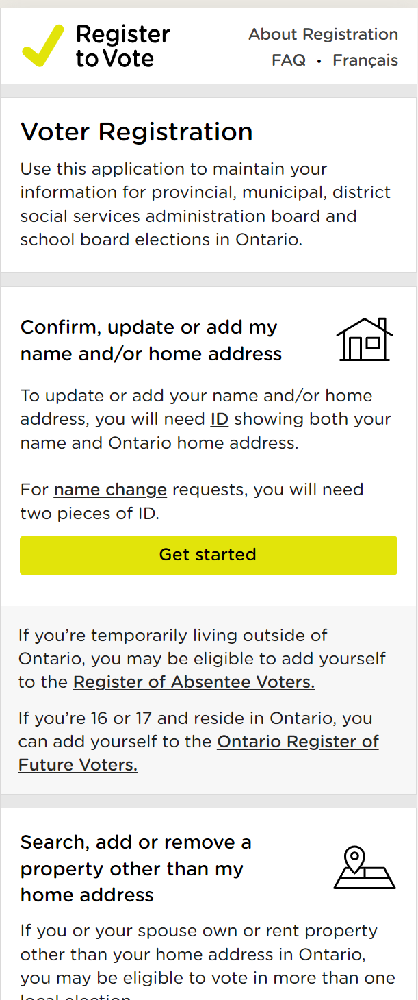 Register
to Vote
About Registration
FAQ • Français
Voter Registration
Use this application to maintain your
information for provincial, municipal, district
social services administration board and
school board elections in Ontario.
Confirm, update or add my
name and/or home address
To update or add your name and/or home
address, you will need ID showing both your
name and Ontario home address.
For name change requests, you will need
two pieces of ID.
Get started
If you’re temporarily living outside of
Ontario, you may be eligible to add yourself
to the Register of Absentee Voters.
If you’re 16 or 17 and reside in Ontario, you
can add yourself to the Ontario Register of
Future Voters.
Search, add or remove a
property other than my
home address
If you or your spouse own or rent property
other than your home address in Ontario,
you may be eligible to vote in more than one
local election.